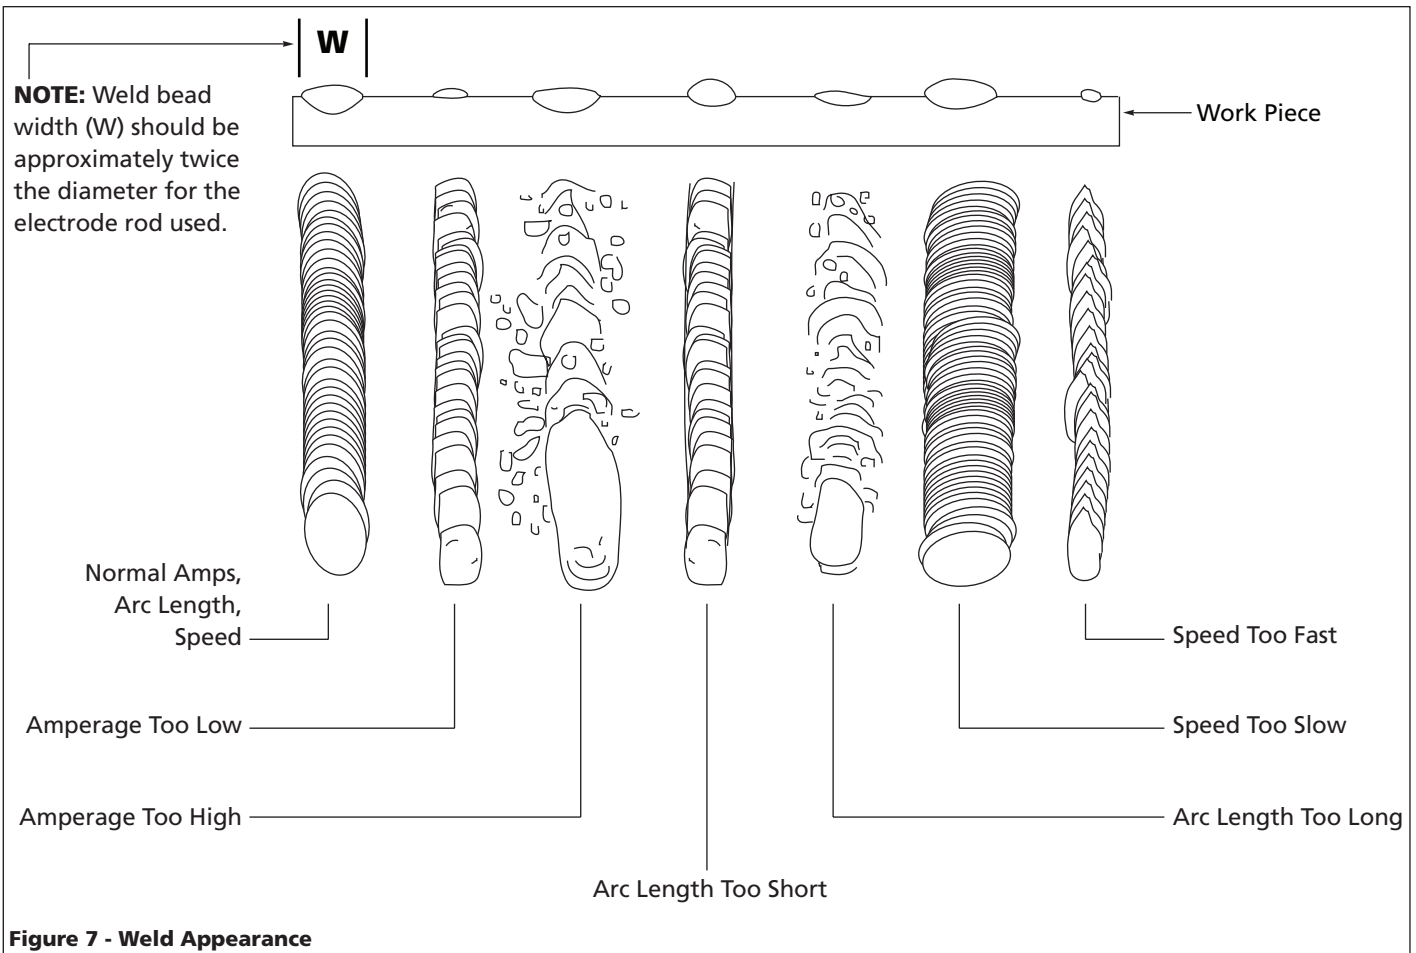 W
NOTE: Weld bead
width (W) should be
approximately twice
the diameter for the
electrode rod used.
Work Piece
Normal Amps,
Arc Length,
Speed
Speed Too Fast
Amperage Too Low
Speed Too Slow
Amperage Too High
Arc Length Too Long
Arc Length Too Short
Figure 7 - Weld Appearance